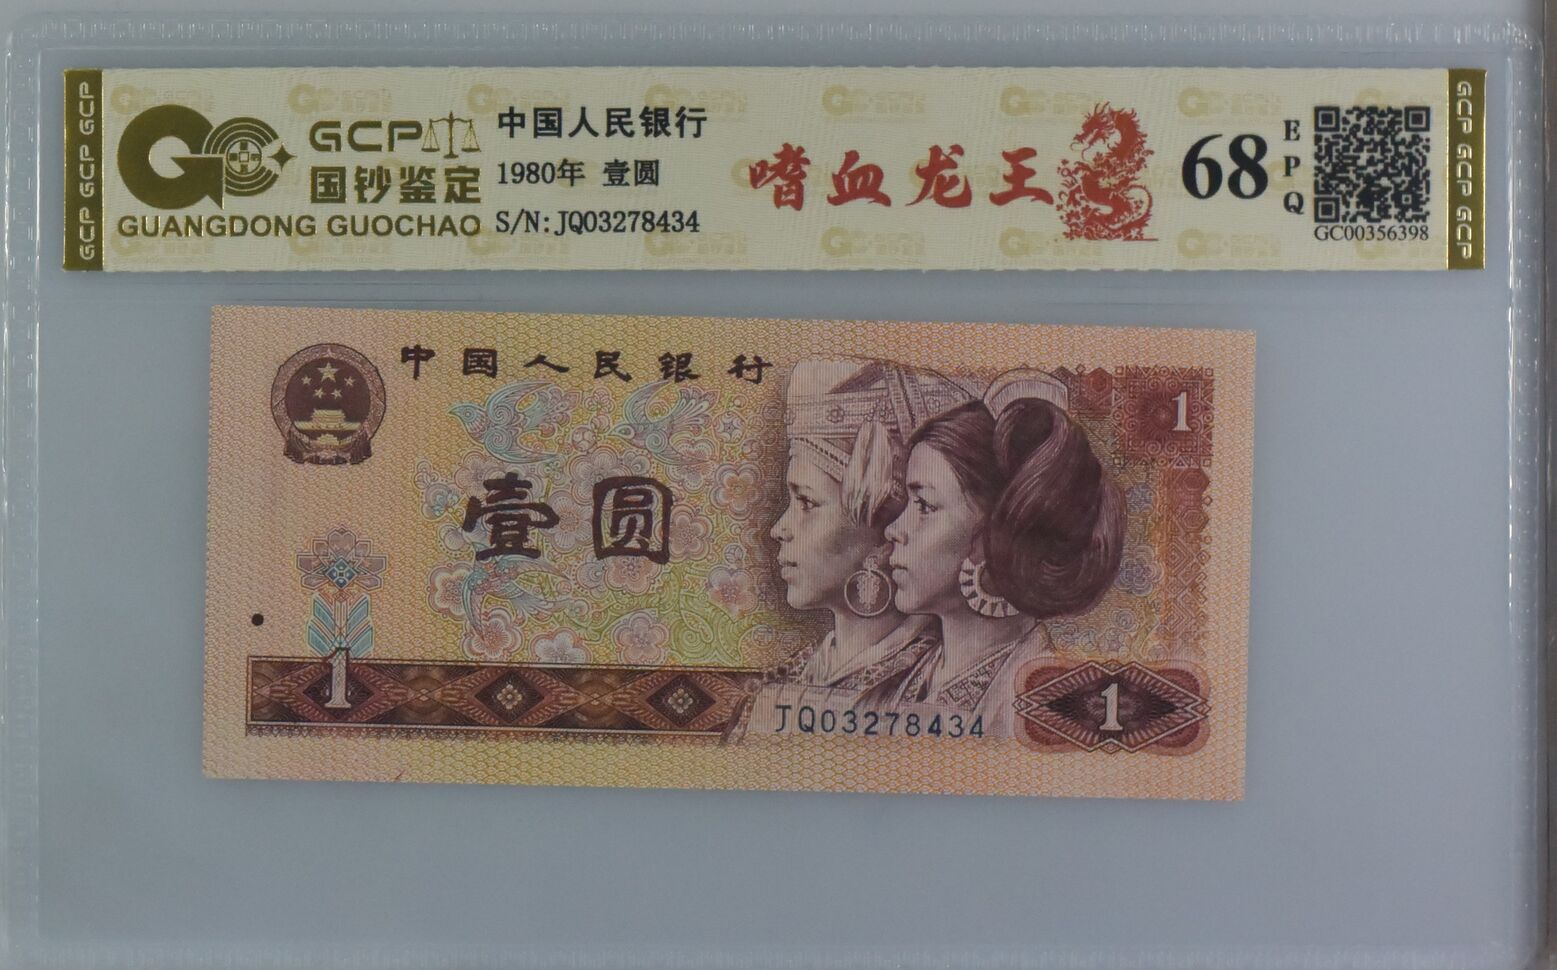 GCP GCP GCP
GCP
国钞鉴定
GUANGDONG GUOCHAO
中国人民银行
1980年 壹圆
S/N:JQ03278434
嗜血龙王
68
EPQ
GC00356398
GCP GCP GCP
中国人民银行
1
壹圆
1
JQ03278434
1